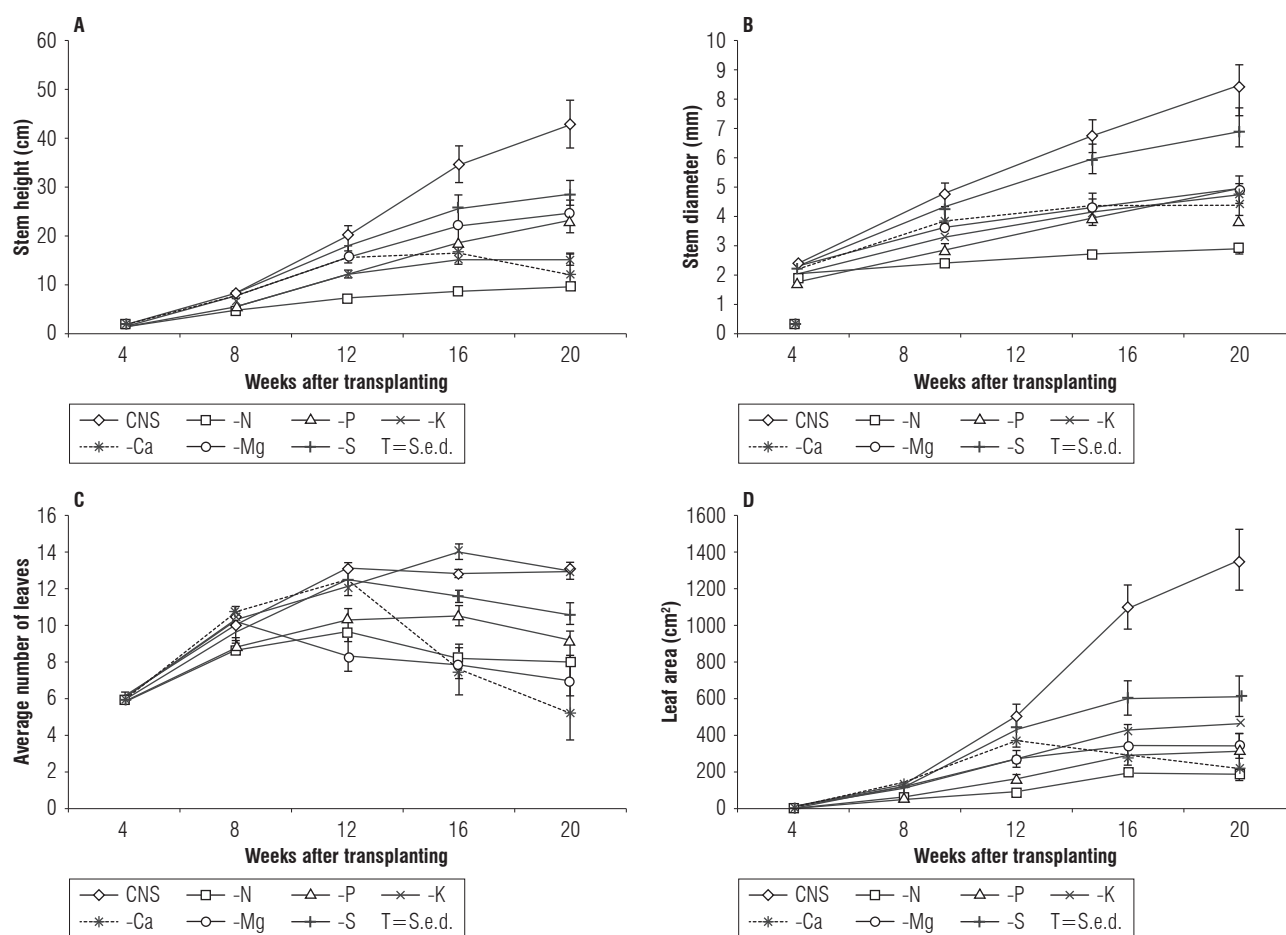 A
60
50
40
30
20
10
0
Stem height (cm)
4 8 12 16 20
Weeks after transplanting
CNS -N -P -K
-Ca -Mg -S T=S.e.d.
B
10
9
8
7
6
5
4
3
2
1
0
Stem diameter (mm)
4 8 12 16 20
Weeks after transplanting
CNS -N -P -K
-Ca -Mg -S T=S.e.d.
C
16
14
12
10
8
6
4
2
0
Average number of leaves
4 8 12 16 20
Weeks after transplanting
CNS -N -P -K
-Ca -Mg -S T=S.e.d.
D
1600
1400
1200
1000
800
600
400
200
0
Leaf area (cm²)
4 8 12 16 20
Weeks after transplanting
CNS -N -P -K
-Ca -Mg -S T=S.e.d.